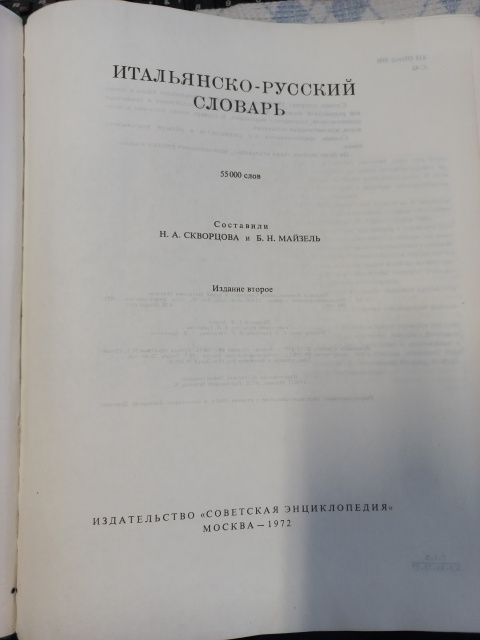 ИТАЛЬЯНСКО-РУССКИЙ
СЛОВАРЬ
55000 слов
Составили
Н. А. СКВОРЦОВА и Б. Н. МАЙЗЕЛЬ
Издание второе
ИЗДАТЕЛЬСТВО «СОВЕТСКАЯ ЭНЦИКЛОПЕДИЯ»
МОСКВА — 1972